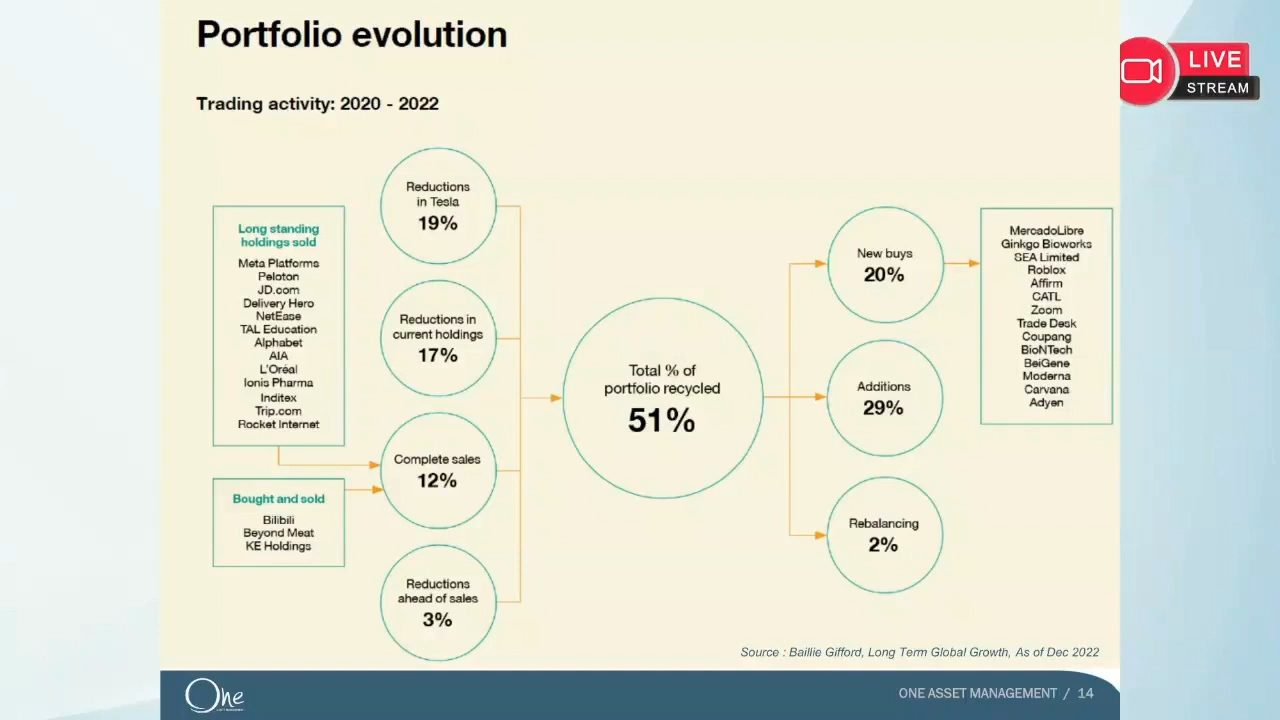 Portfolio evolution
LIVE
STREAM
Trading activity: 2020 - 2022
Long standing
holdings sold
Meta Platforms
Peloton
JD.com
Delivery Hero
NetEase
TAL Education
Alphabet
AIA
L'Oréal
Ionis Pharma
Inditex
Trip.com
Rocket Internet
Bought and sold
Bilibili
Beyond Meat
KE Holdings
Reductions
in Tesla
19%
Reductions in
current holdings
17%
Complete sales
12%
Reductions
ahead of sales
3%
Total % of
portfolio recycled
51%
New buys
20%
Additions
29%
Rebalancing
2%
MercadoLibre
Ginkgo Bioworks
SEA Limited
Roblox
Affirm
CATL
Zoom
Trade Desk
Coupang
BioNTech
BeiGene
Moderna
Carvana
Adyen
Source : Baillie Gifford, Long Term Global Growth, As of Dec 2022
One
ONE ASSET MANAGEMENT / 14